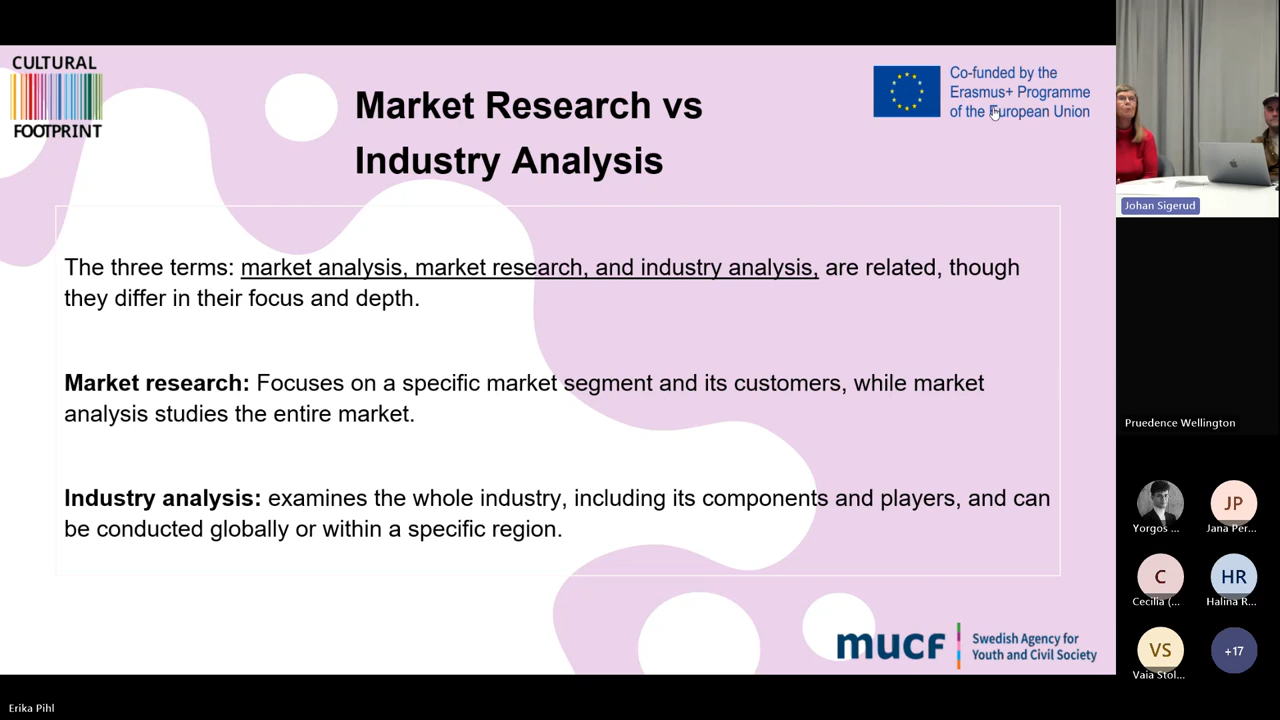 CULTURAL
FOOTPRINT
Market Research vs
Industry Analysis
Co-funded by the
Erasmus+ Programme
of the European Union
The three terms: market analysis, market research, and industry analysis, are related, though
they differ in their focus and depth.
Market research: Focuses on a specific market segment and its customers, while market
analysis studies the entire market.
Industry analysis: examines the whole industry, including its components and players, and can
be conducted globally or within a specific region.
mucf
Swedish Agency for
Youth and Civil Society
Johan Sigerud
Pruedence Wellington
Yorgos ...
JP
Jana Per...
C
Cecilia (...
HR
Halina R...
VS
Vaia Stol...
+17
Erika Pihl